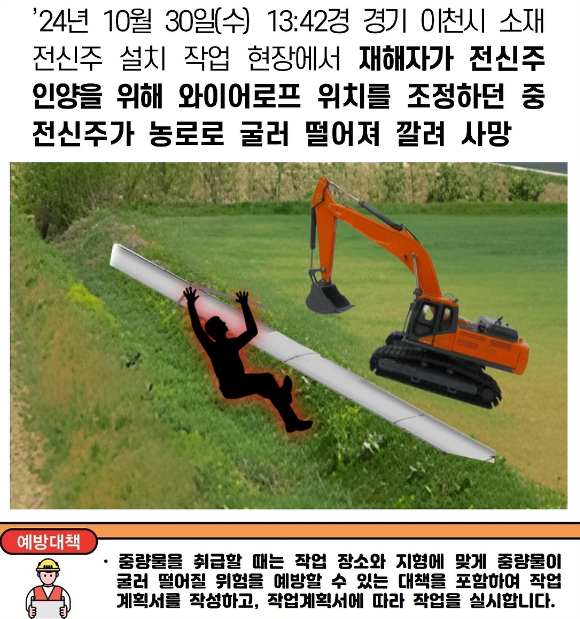 ’24년 10월 30일(수) 13:42경 경기 이천시 소재
전신주 설치 작업 현장에서 재해자가 전신주
인양을 위해 와이어로프 위치를 조정하던 중
전신주가 농로로 굴러 떨어져 깔려 사망
예방대책
· 중량물을 취급할 때는 작업 장소와 지형에 맞게 중량물이
굴러 떨어질 위험을 예방할 수 있는 대책을 포함하여 작업
계획서를 작성하고, 작업계획서에 따라 작업을 실시합니다.